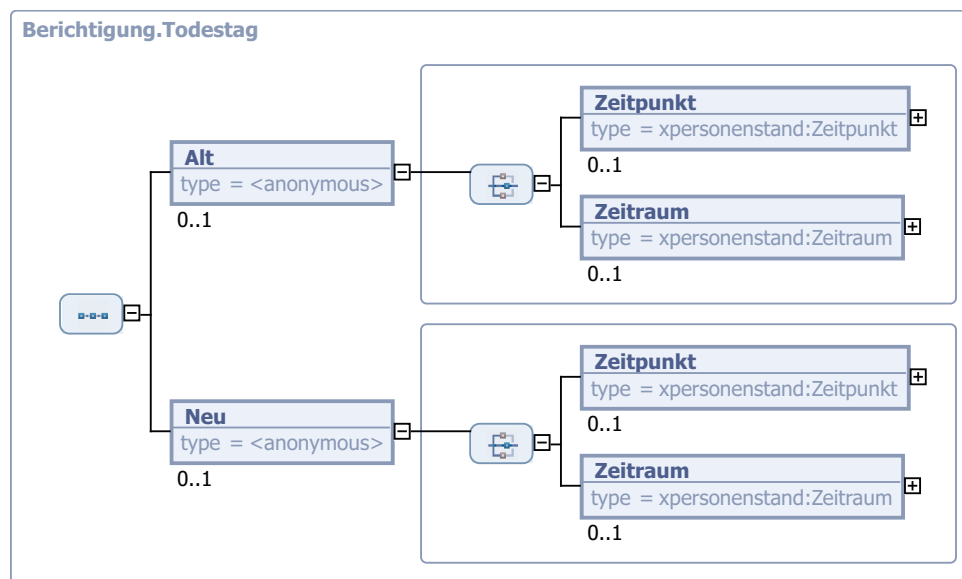 Berichtigung.Todestag
Zeitpunkt
type = xpersonenstand:Zeitpunkt
0..1
Alt
type = <anonymous>
0..1
Zeitraum
type = xpersonenstand:Zeitraum
0..1
Zeitpunkt
type = xpersonenstand:Zeitpunkt
0..1
Neu
type = <anonymous>
0..1
Zeitraum
type = xpersonenstand:Zeitraum
0..1